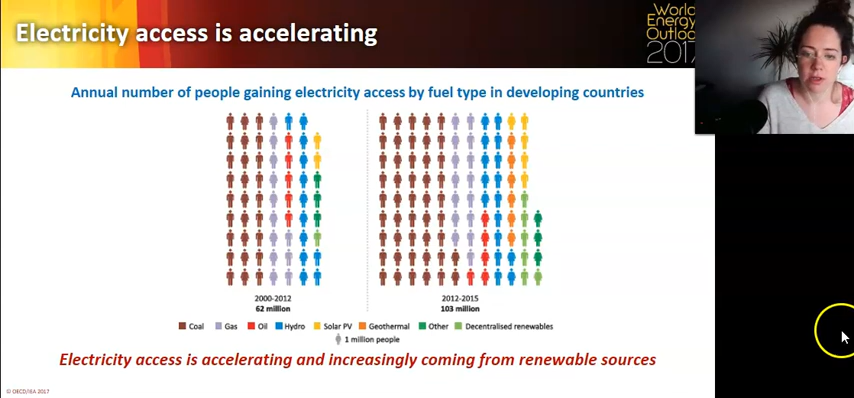 Electricity access is accelerating
World
Energy
Outlook
2017
Annual number of people gaining electricity access by fuel type in developing countries
2000-2012
62 million
2012-2015
103 million
Coal Gas Oil Hydro Solar PV Geothermal Other Decentralised renewables
1 million people
Electricity access is accelerating and increasingly coming from renewable sources
© OECD/IEA 2017